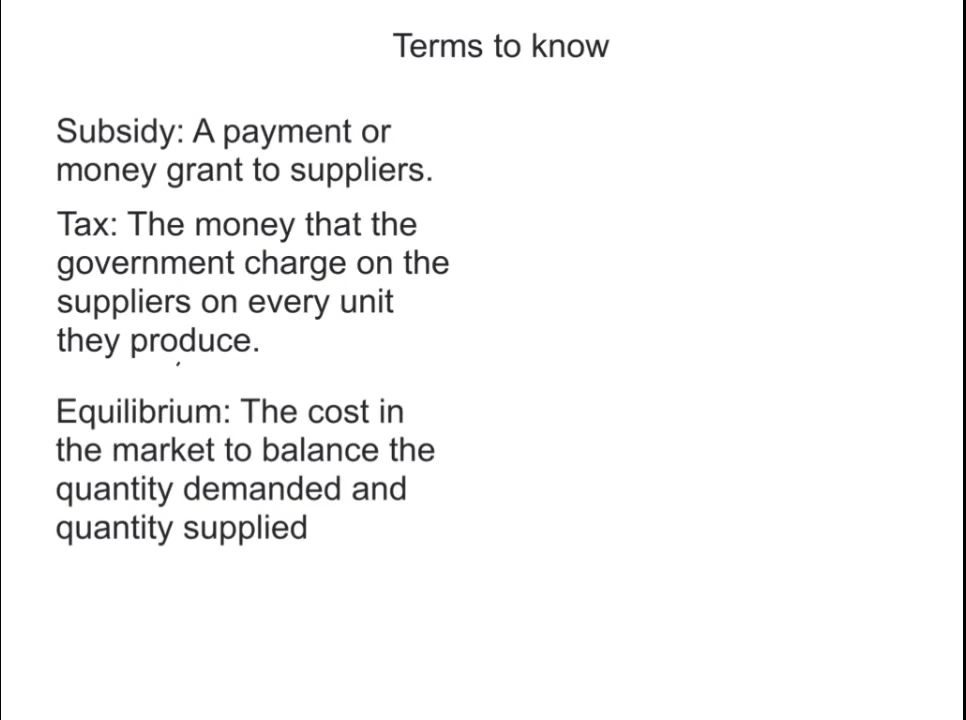 Terms to know
Subsidy: A payment or
money grant to suppliers.
Tax: The money that the
government charge on the
suppliers on every unit
they produce.
Equilibrium: The cost in
the market to balance the
quantity demanded and
quantity supplied